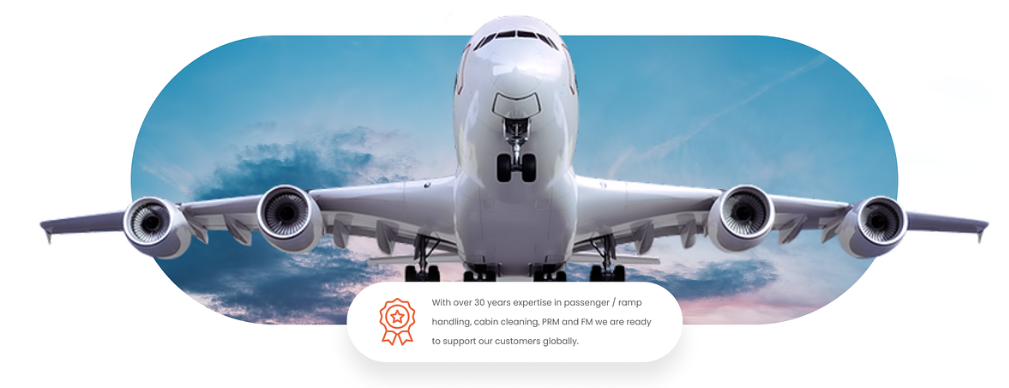 With over 30 years expertise in passenger / ramp
handling, cabin cleaning, PRM and FM we are ready
to support our customers globally.